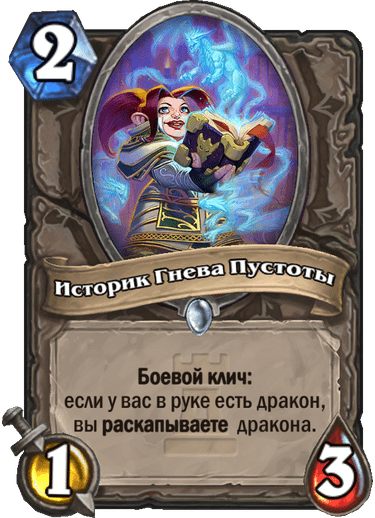 2
Историк Гнева Пустоты
Боевой клич:
если у вас в руке есть дракон,
вы раскапываете дракона.
1
3